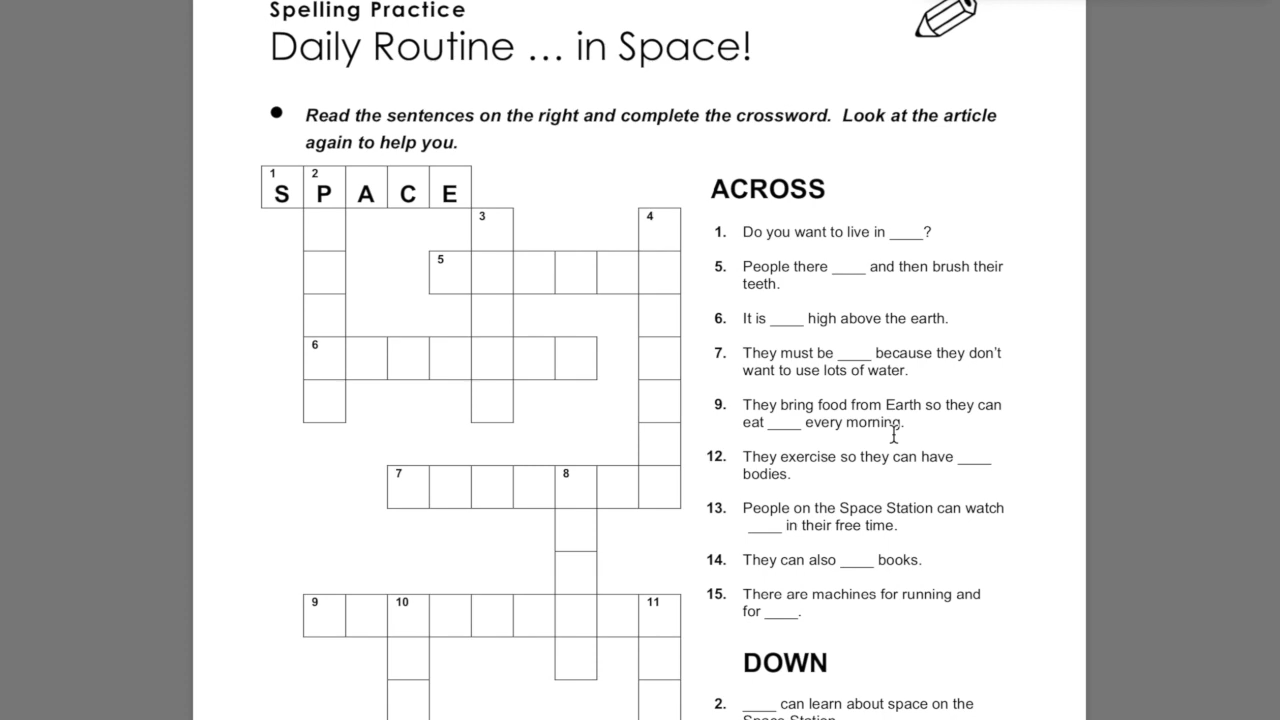 Spelling Practice
Daily Routine … in Space!
● Read the sentences on the right and complete the crossword. Look at the article
again to help you.
1 2
S P A C E
3 4
5
6
7 8
9 10 11
ACROSS
1. Do you want to live in ____?
5. People there ____ and then brush their
teeth.
6. It is ____ high above the earth.
7. They must be ____ because they don't
want to use lots of water.
9. They bring food from Earth so they can
eat ____ every morning.
12. They exercise so they can have ____
bodies.
13. People on the Space Station can watch
____ in their free time.
14. They can also ____ books.
15. There are machines for running and
for ____.
DOWN
2. ____ can learn about space on the
Space Station